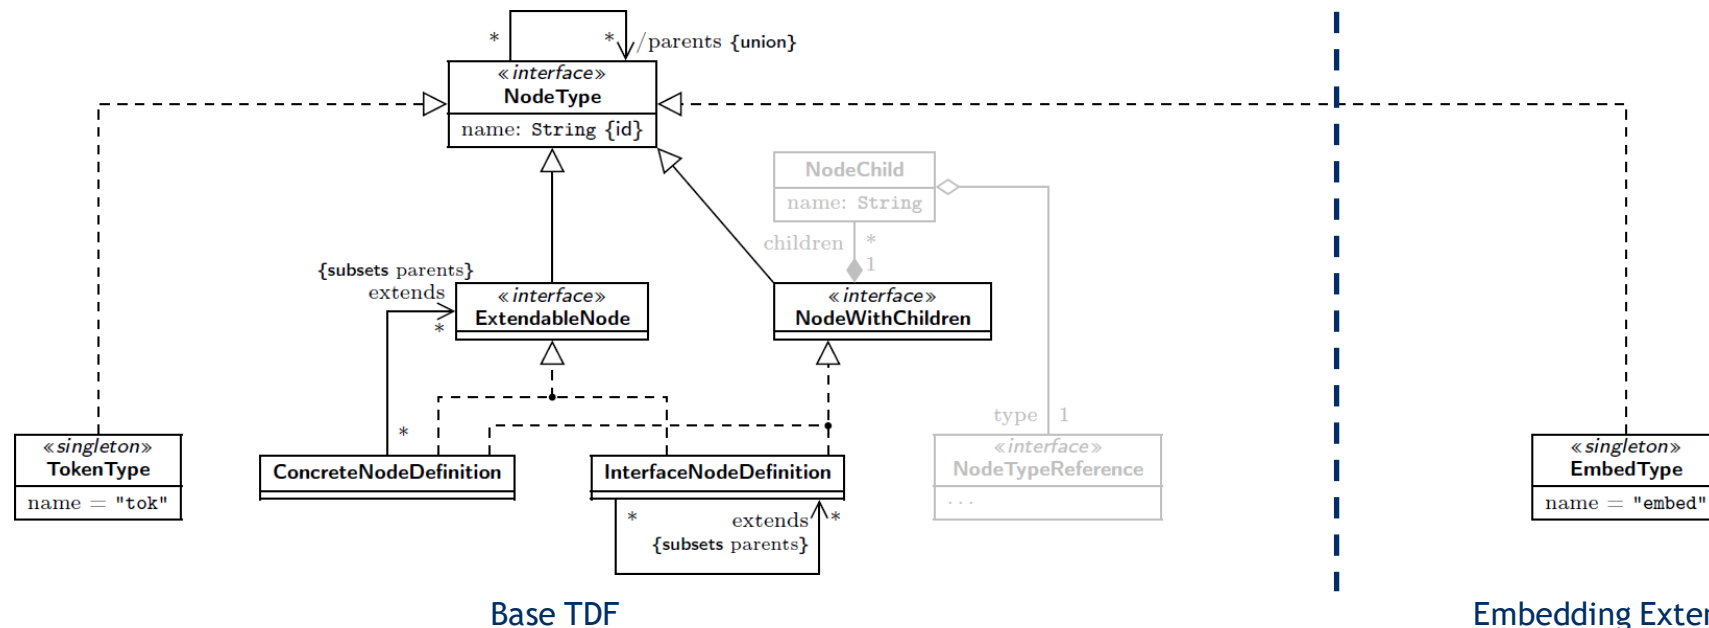 * * /parents {union}
«interface»
NodeType
name: String {id}
NodeChild
name: String
children *
1
{subsets parents}
extends
*
«interface»
ExtendableNode
«interface»
NodeWithChildren
*
type 1
«singleton»
TokenType
name = "tok"
ConcreteNodeDefinition
InterfaceNodeDefinition
«interface»
NodeTypeReference
...
«singleton»
EmbedType
name = "embed"
* extends *
{subsets parents}
Base TDF
Embedding Exten